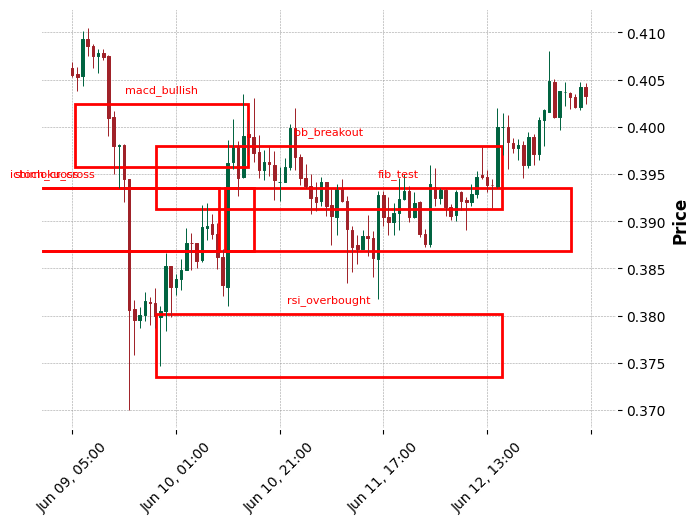 macd_bullish
bb_breakout
stoch_cross
fib_test
rsi_overbought
0.410
0.405
0.400
0.395
0.390
0.385
0.380
0.375
0.370
Price
Jun 09, 05:00
Jun 10, 01:00
Jun 10, 21:00
Jun 11, 17:00
Jun 12, 13:00